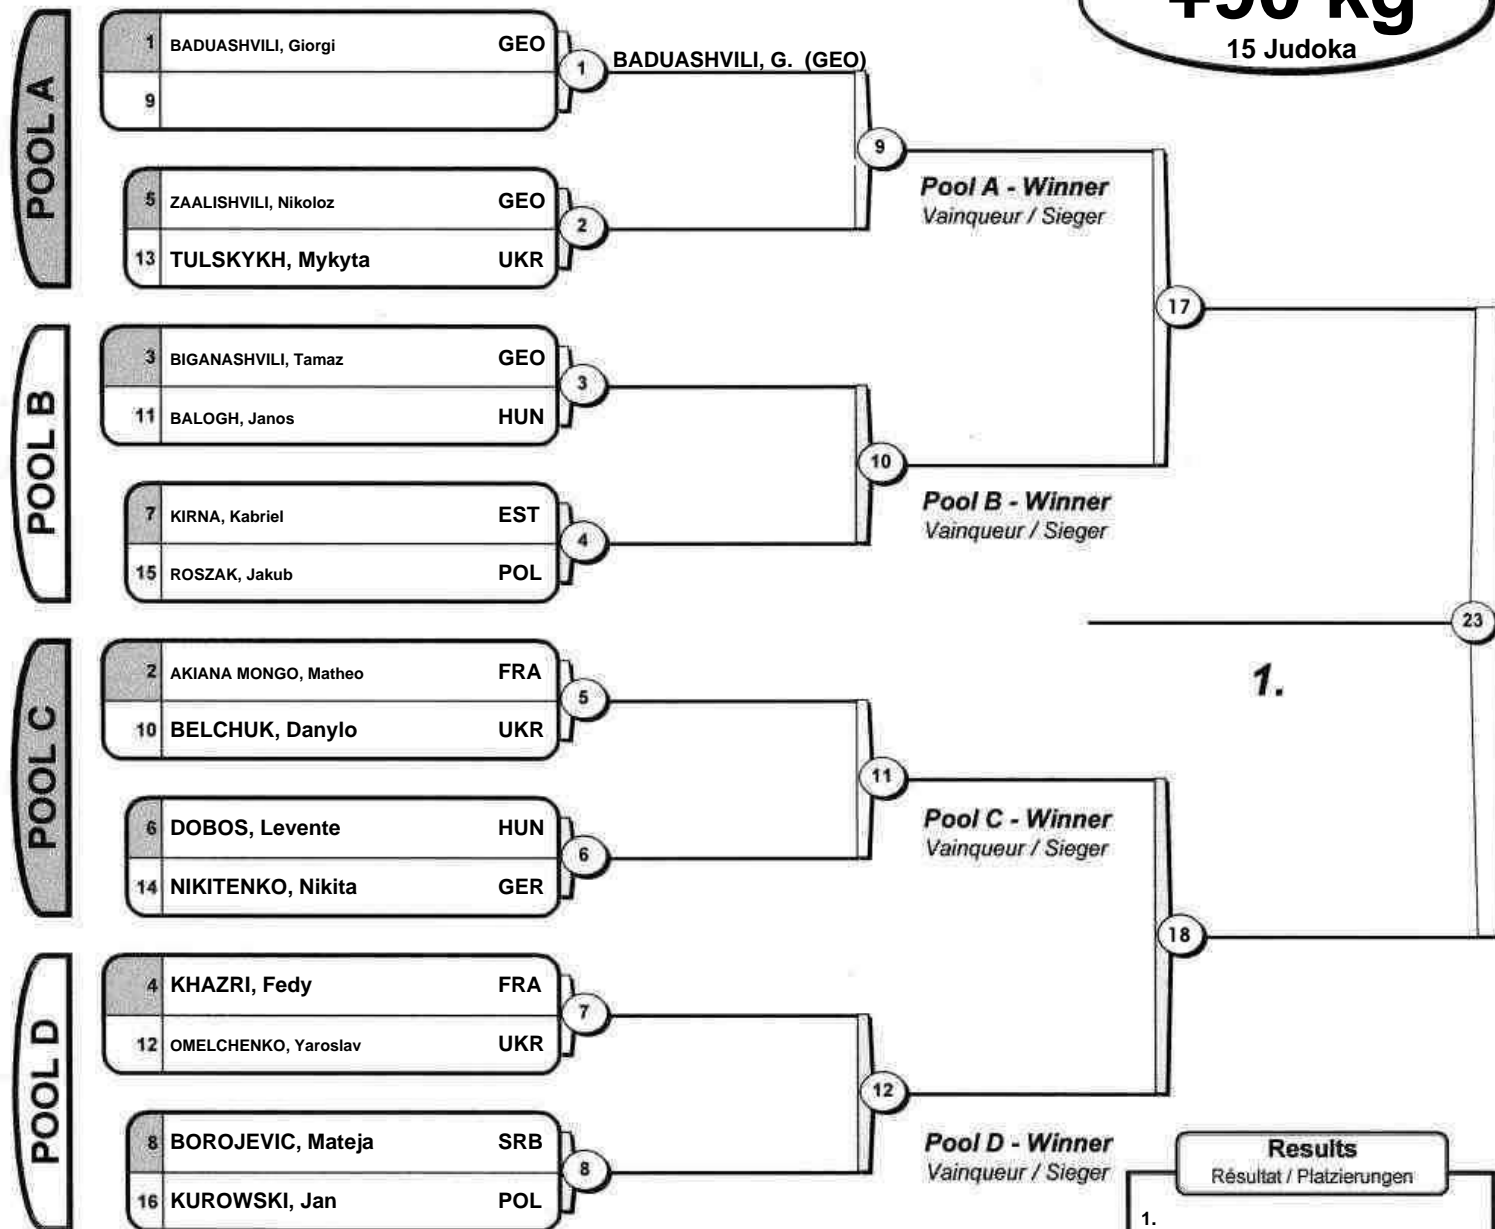 +90 kg
15 Judoka
POOL A
1 BADUASHVILI, Giorgi GEO
9
1 BADUASHVILI, G. (GEO)
5 ZAALISHVILI, Nikoloz GEO
13 TULSKYKH, Mykyta UKR
2
9
Pool A - Winner
Vainqueur / Sieger
POOL B
3 BIGANASHVILI, Tamaz GEO
11 BALOGH, Janos HUN
3
7 KIRNA, Kabriel EST
15 ROSZAK, Jakub POL
4
10
Pool B - Winner
Vainqueur / Sieger
17
POOL C
2 AKIANA MONGO, Matheo FRA
10 BELCHUK, Danylo UKR
5
6 DOBOS, Levente HUN
14 NIKITENKO, Nikita GER
6
11
Pool C - Winner
Vainqueur / Sieger
23
1.
POOL D
4 KHAZRI, Fedy FRA
12 OMELCHENKO, Yaroslav UKR
7
8 BOROJEVIC, Mateja SRB
16 KUROWSKI, Jan POL
8
12
Pool D - Winner
Vainqueur / Sieger
18
Results
Résultat / Platzierungen
1.